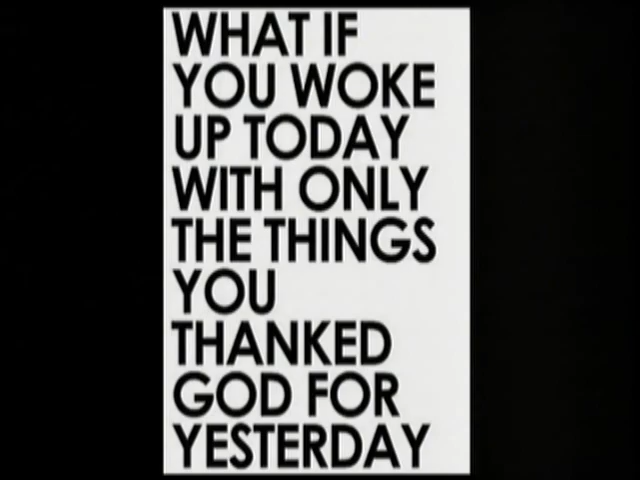 WHAT IF
YOU WOKE
UP TODAY
WITH ONLY
THE THINGS
YOU
THANKED
GOD FOR
YESTERDAY